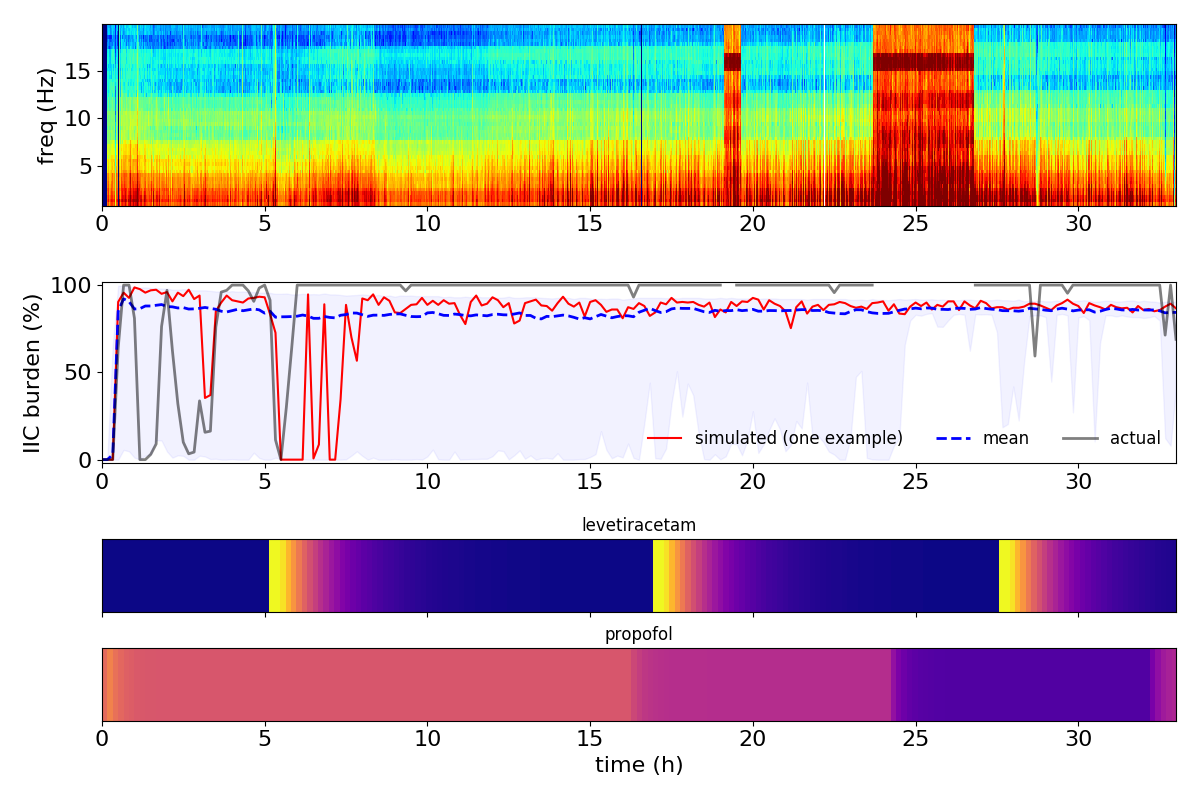 freq (Hz)
15
10
5
0 5 10 15 20 25 30
IIC burden (%)
100
50
0
simulated (one example) mean actual
0 5 10 15 20 25 30
levetiracetam
propofol
0 5 10 15 20 25 30
time (h)